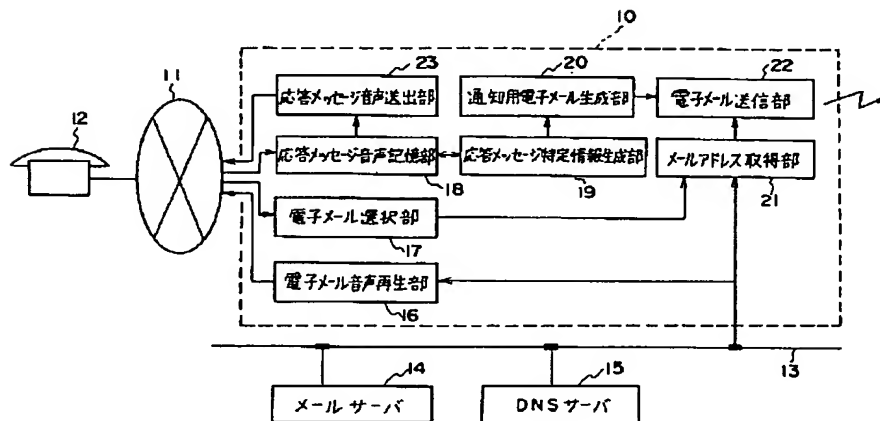 10
23
20
22
11
応答メッセージ音声送出部
通知用電子メール生成部
電子メール送信部
12
応答メッセージ音声記憶部
応答メッセージ特定情報生成部
メールアドレス取得部
18
19
21
電子メール選択部
17
電子メール音声再生部
16
13
14
15
メールサーバ
DNSサーバ